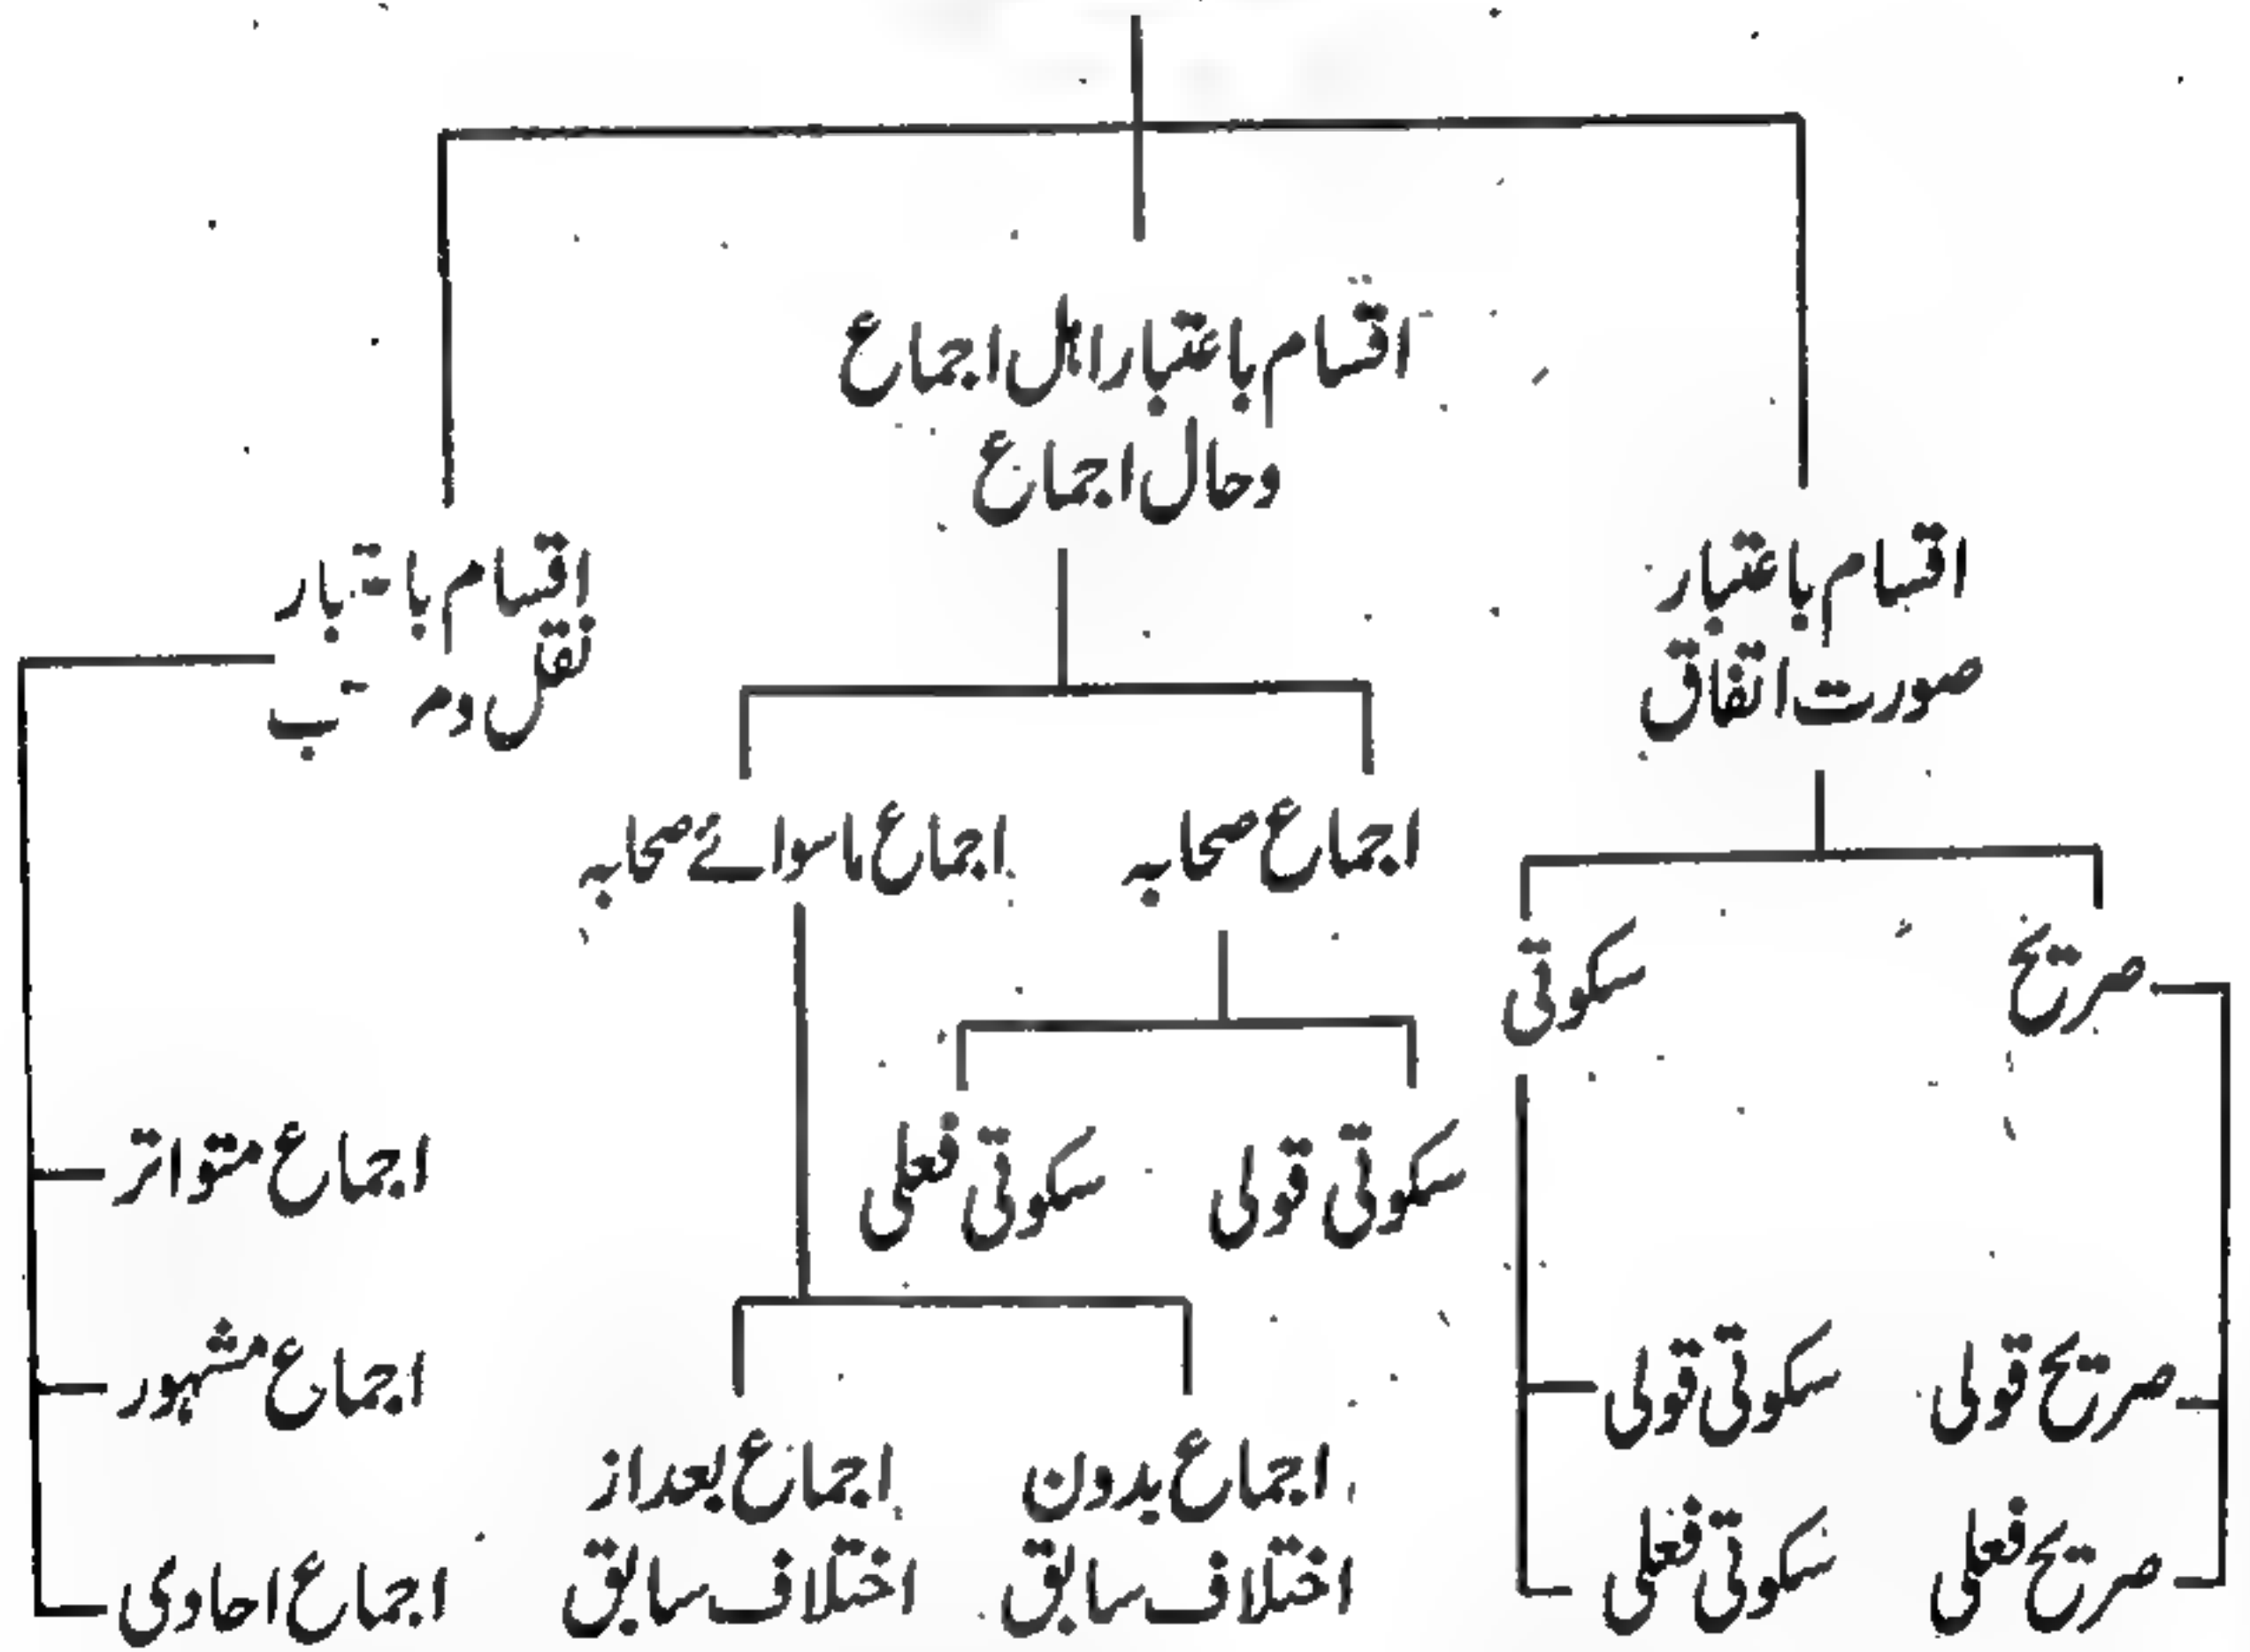 اقسام باعتبار اہل اجماع
وحال اجماع
اقسام باعتبار
صورت اتفاق
اقسام
نقل
اجماع صحابہ
اجماع ماسوائے صحابہ
صریح
سکوتی
سکوتی قولی
سکوتی فعلی
صریح قولی
سکوتی قولی
صریح فعلی
سکوتی فعلی
اجماع بدون
اختلاف سابق
اجماع بعد از
اختلاف سابق
اجماع متواتر
اجماع مشہور
اجماع احادی